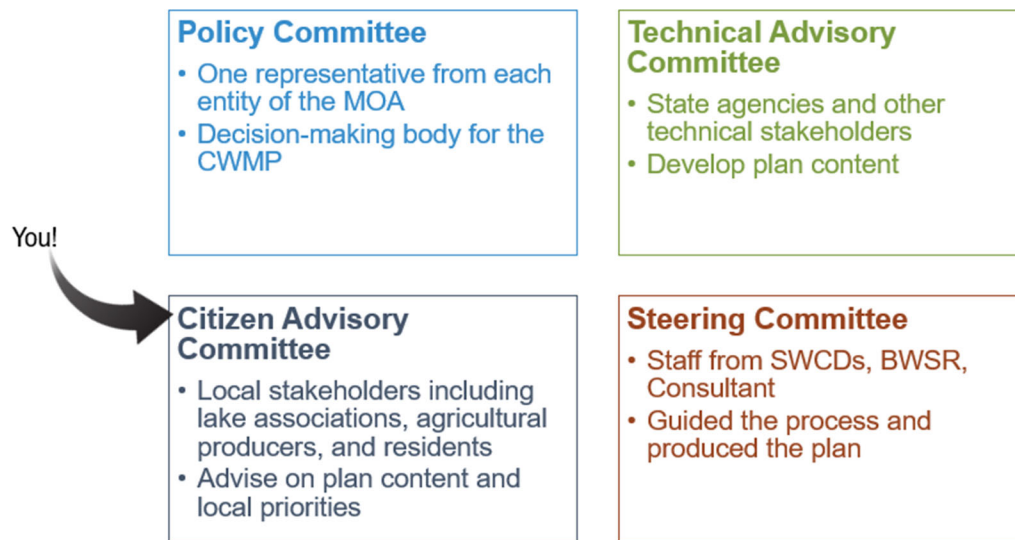 Policy Committee
• One representative from each
entity of the MOA
• Decision-making body for the
CWMP
Technical Advisory
Committee
• State agencies and other
technical stakeholders
• Develop plan content
You!
Citizen Advisory
Committee
• Local stakeholders including
lake associations, agricultural
producers, and residents
• Advise on plan content and
local priorities
Steering Committee
• Staff from SWCDs, BWSR,
Consultant
• Guided the process and
produced the plan